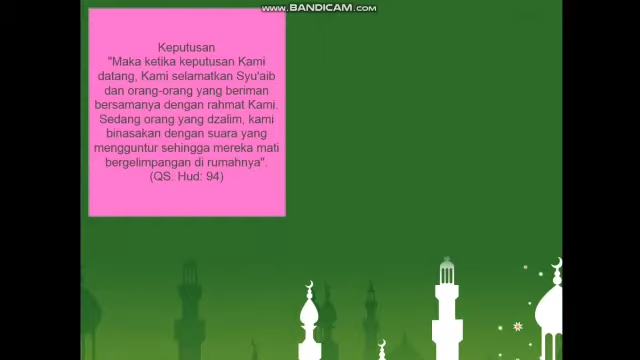 WWW.BANDICAM.COM
Keputusan
"Maka ketika keputusan Kami
datang, Kami selamatkan Syu'aib
dan orang-orang yang beriman
bersamanya dengan rahmat Kami.
Sedang orang yang dzalim, kami
binasakan dengan suara yang
mengguntur sehingga mereka mati
bergelimpangan di rumahnya".
(QS. Hud: 94)